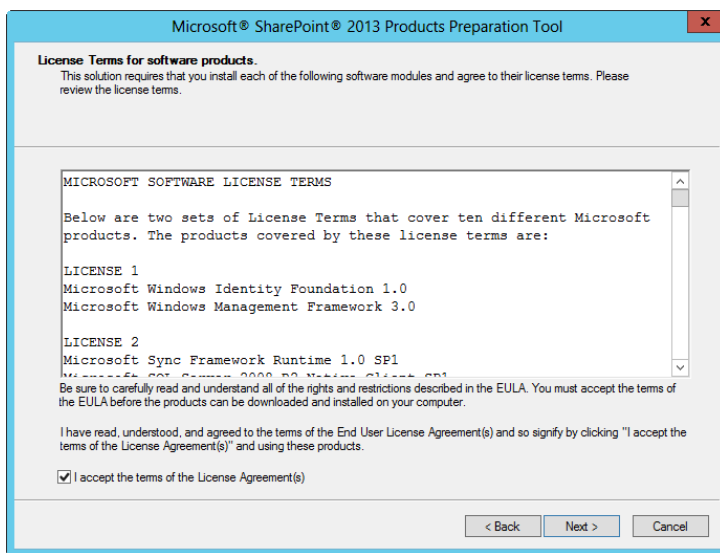 Microsoft® SharePoint® 2013 Products Preparation Tool
x
License Terms for software products.
This solution requires that you install each of the following software modules and agree to their license terms. Please
review the license terms.
MICROSOFT SOFTWARE LICENSE TERMS
Below are two sets of License Terms that cover ten different Microsoft
products. The products covered by these license terms are:
LICENSE 1
Microsoft Windows Identity Foundation 1.0
Microsoft Windows Management Framework 3.0
LICENSE 2
Microsoft Sync Framework Runtime 1.0 SP1
Microsoft SQL Server 2008 R2 Native Client SP1
Be sure to carefully read and understand all of the rights and restrictions described in the EULA. You must accept the terms of
the EULA before the products can be downloaded and installed on your computer.
I have read, understood, and agreed to the terms of the End User License Agreement(s) and so signify by clicking "I accept the
terms of the License Agreement(s)" and using these products.
I accept the terms of the License Agreement(s)
< Back Next > Cancel